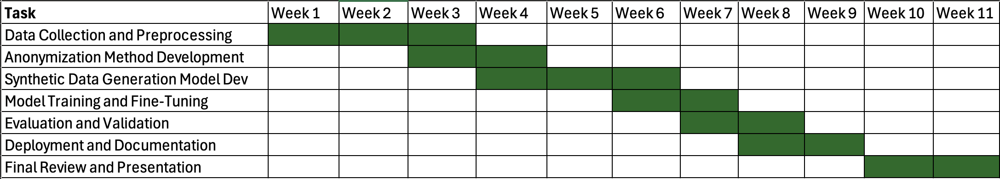 Task Week 1 Week 2 Week 3 Week 4 Week 5 Week 6 Week 7 Week 8 Week 9 Week 10 Week 11
Data Collection and Preprocessing
Anonymization Method Development
Synthetic Data Generation Model Dev
Model Training and Fine-Tuning
Evaluation and Validation
Deployment and Documentation
Final Review and Presentation